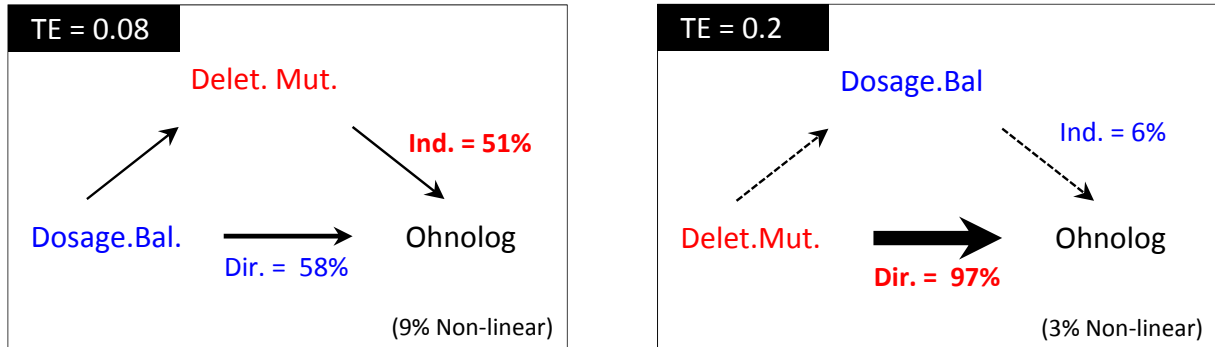 TE = 0.08
Delet. Mut.
Ind. = 51%
Dosage.Bal.
Ohnolog
Dir. = 58%
(9% Non-linear)
TE = 0.2
Dosage.Bal
Ind. = 6%
Delet.Mut.
Ohnolog
Dir. = 97%
(3% Non-linear)